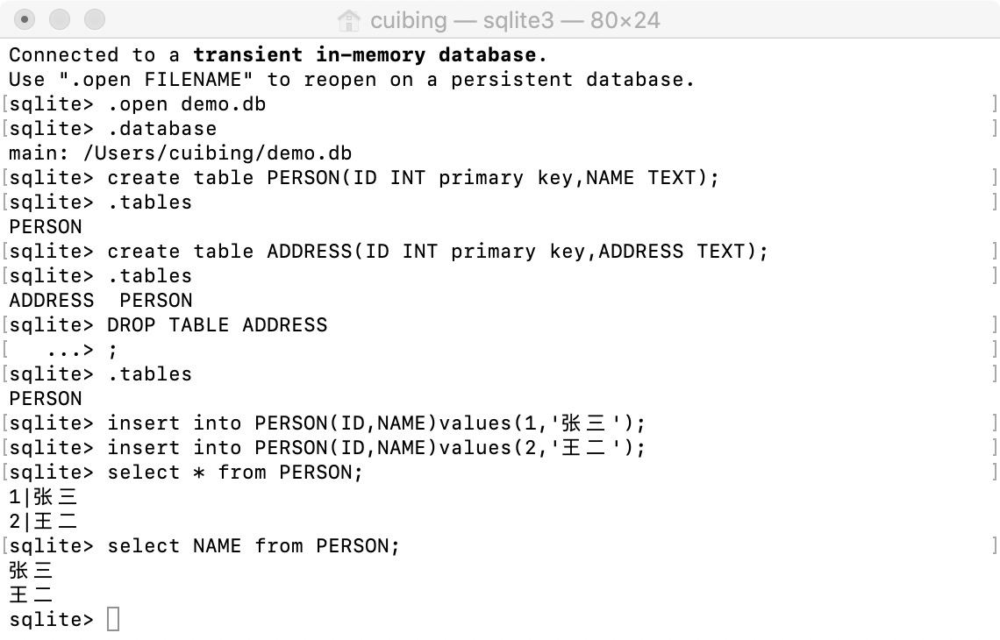 cuibing — sqlite3 — 80×24
Connected to a transient in-memory database.
Use ".open FILENAME" to reopen on a persistent database.
[sqlite> .open demo.db ]
[sqlite> .database ]
main: /Users/cuibing/demo.db
[sqlite> create table PERSON(ID INT primary key,NAME TEXT); ]
[sqlite> .tables ]
PERSON
[sqlite> create table ADDRESS(ID INT primary key,ADDRESS TEXT); ]
[sqlite> .tables ]
ADDRESS  PERSON
[sqlite> DROP TABLE ADDRESS ]
[   ...> ; ]
[sqlite> .tables ]
PERSON
[sqlite> insert into PERSON(ID,NAME)values(1,'张三'); ]
[sqlite> insert into PERSON(ID,NAME)values(2,'王二'); ]
[sqlite> select * from PERSON; ]
1|张三
2|王二
[sqlite> select NAME from PERSON; ]
张三
王二
sqlite>